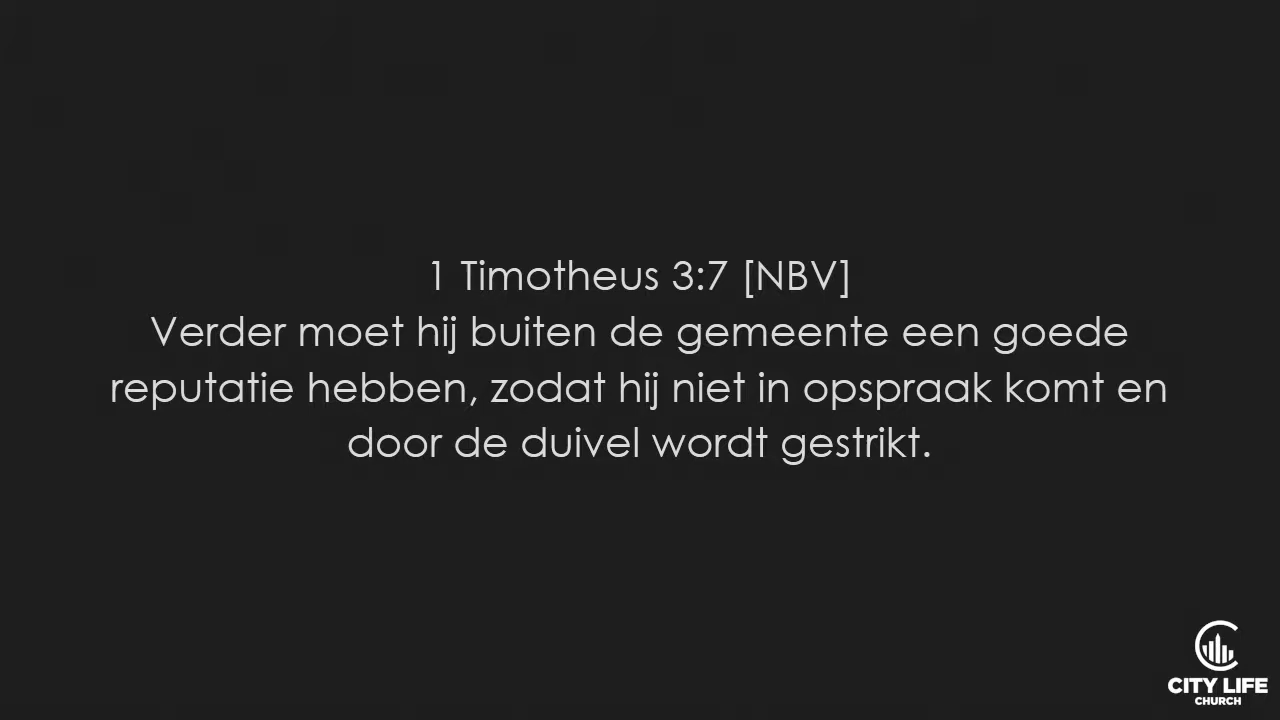 1 Timotheus 3:7 [NBV]
Verder moet hij buiten de gemeente een goede
reputatie hebben, zodat hij niet in opspraak komt en
door de duivel wordt gestrikt.
CITY LIFE
CHURCH